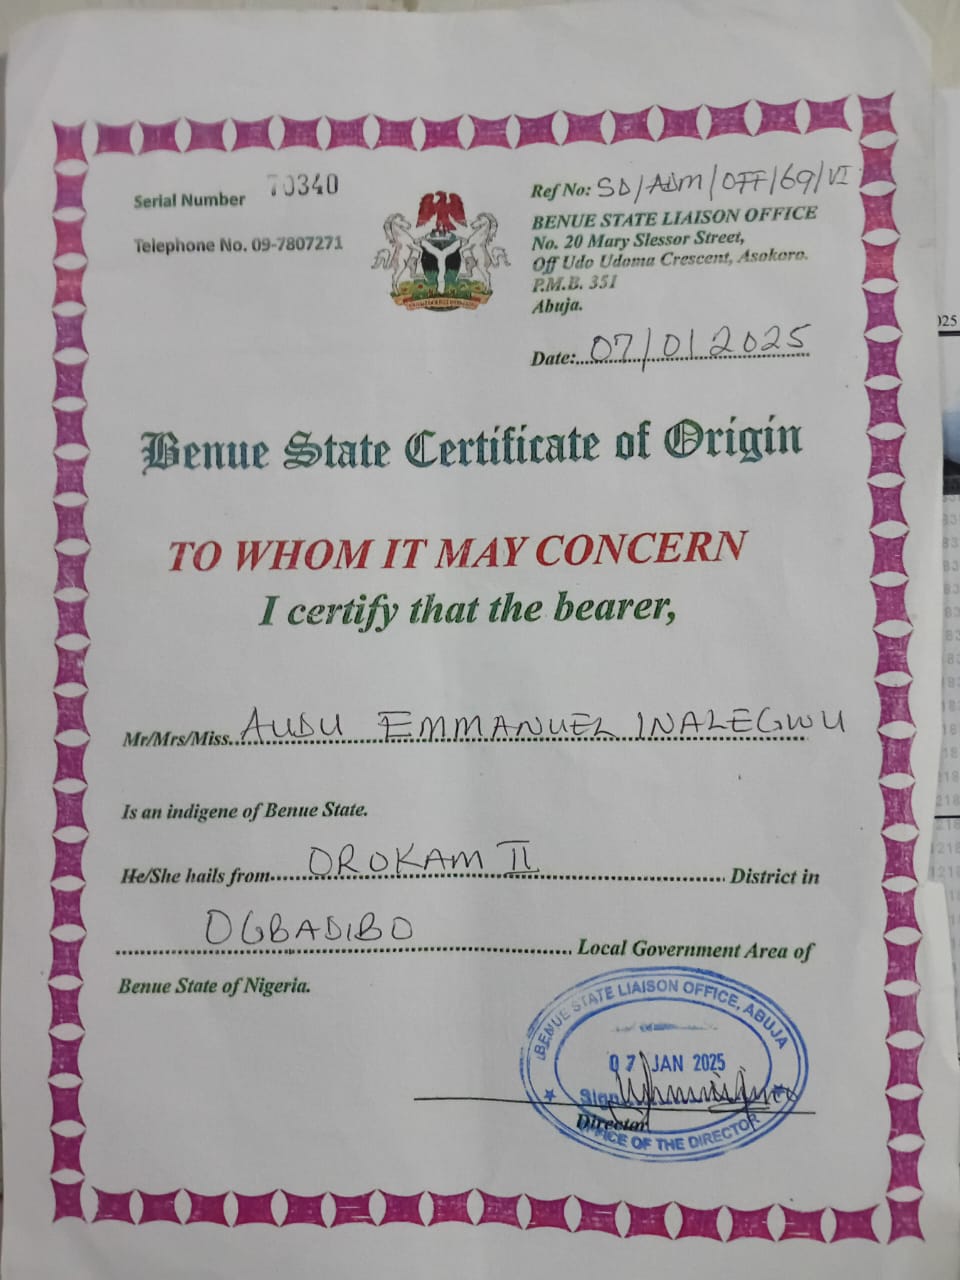 Serial Number 70340
Telephone No. 09-7807271
Ref No: SD/ADM/OFF/69/VI
BENUE STATE LIAISON OFFICE
No. 20 Mary Slessor Street,
Off Udo Udoma Crescent, Asokoro.
P.M.B. 351
Abuja.
Date: 07/01/2025
Benue State Certificate of Origin
TO WHOM IT MAY CONCERN
I certify that the bearer,
Mr/Mrs/Miss. AUDU EMMANUEL INALEGWU
Is an indigene of Benue State.
He/She hails from OROKAM II District in
OGBADIBO Local Government Area of
Benue State of Nigeria.
BENUE STATE LIAISON OFFICE, ABUJA
07 JAN 2025
Sign
Director
OFFICE OF THE DIRECTOR